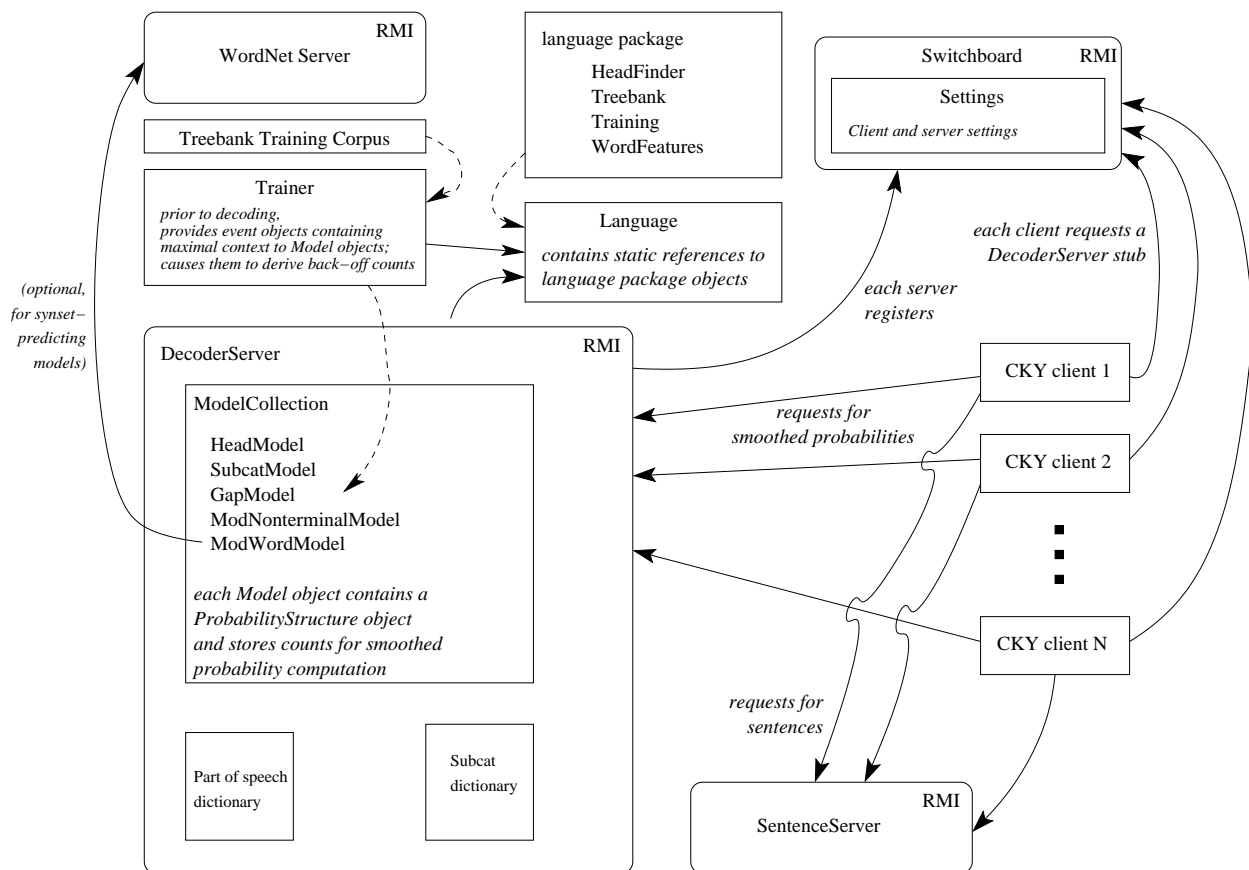 RMI
WordNet Server
Treebank Training Corpus
Trainer
prior to decoding,
provides event objects containing
maximal context to Model objects;
causes them to derive back−off counts
language package
HeadFinder
Treebank
Training
WordFeatures
Language
contains static references to
language package objects
Switchboard
RMI
Settings
Client and server settings
each client requests a
DecoderServer stub
each server
registers
(optional,
for synset−
predicting
models)
DecoderServer
RMI
ModelCollection
HeadModel
SubcatModel
GapModel
ModNonterminalModel
ModWordModel
each Model object contains a
ProbabilityStructure object
and stores counts for smoothed
probability computation
Part of speech
dictionary
Subcat
dictionary
requests for
smoothed probabilities
CKY client 1
CKY client 2
CKY client N
requests for
sentences
RMI
SentenceServer